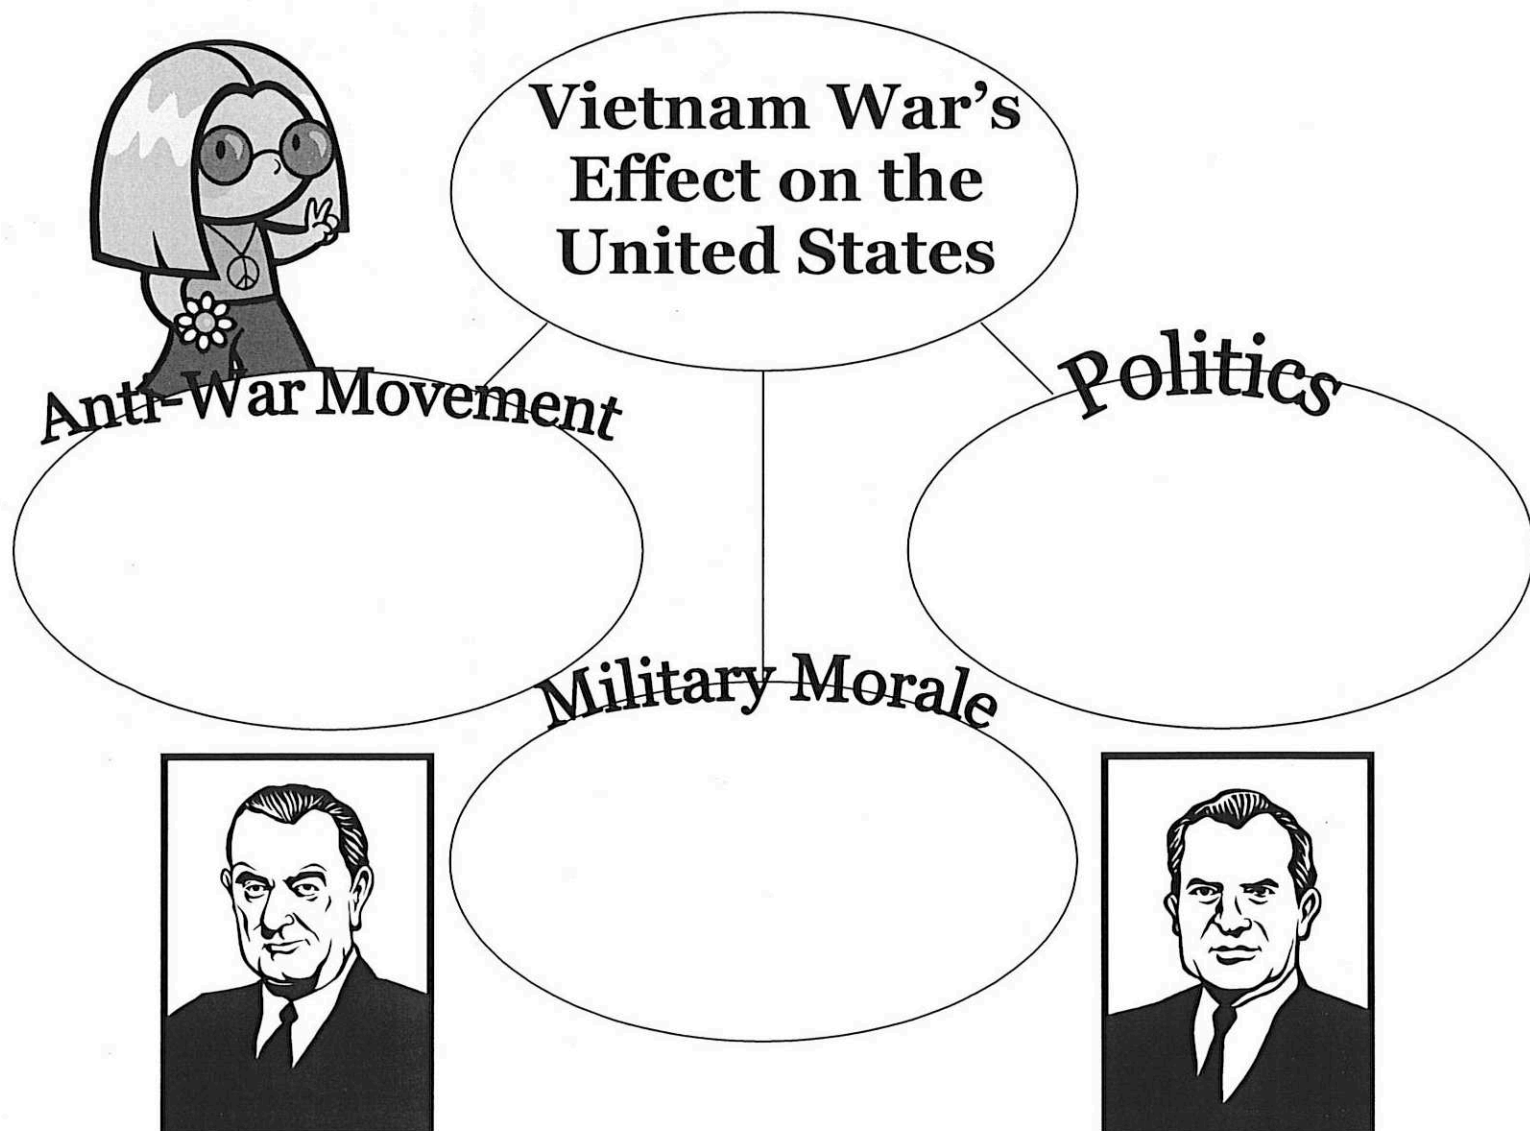 Vietnam War's
Effect on the
United States
Anti-War Movement
Politics
Military Morale